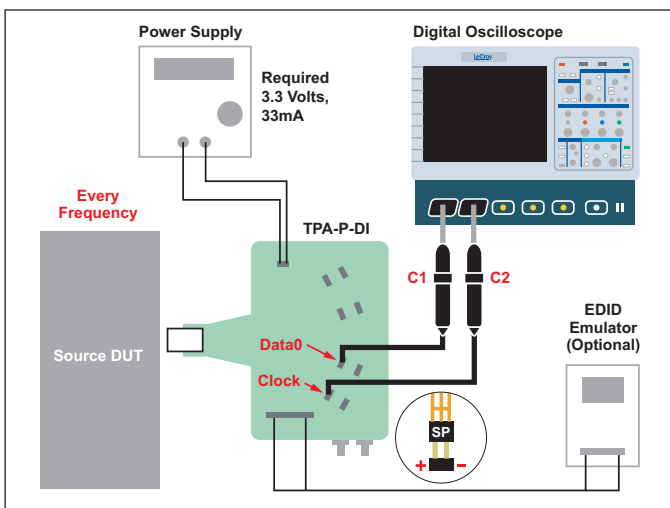 Power Supply
Required
3.3 Volts,
33mA
Digital Oscilloscope
LeCroy
Every
Frequency
TPA-P-DI
C1
C2
Source DUT
Data0
Clock
EDID
Emulator
(Optional)
SP
+ –